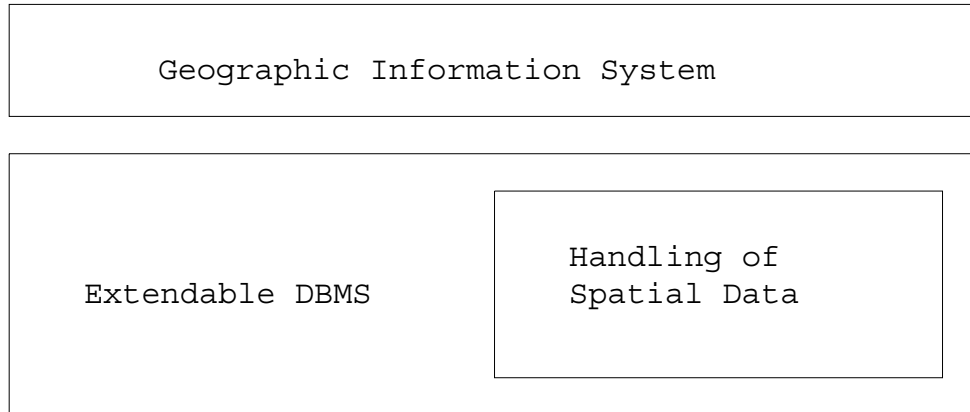 Geographic Information System
Extendable DBMS
Handling of
Spatial Data